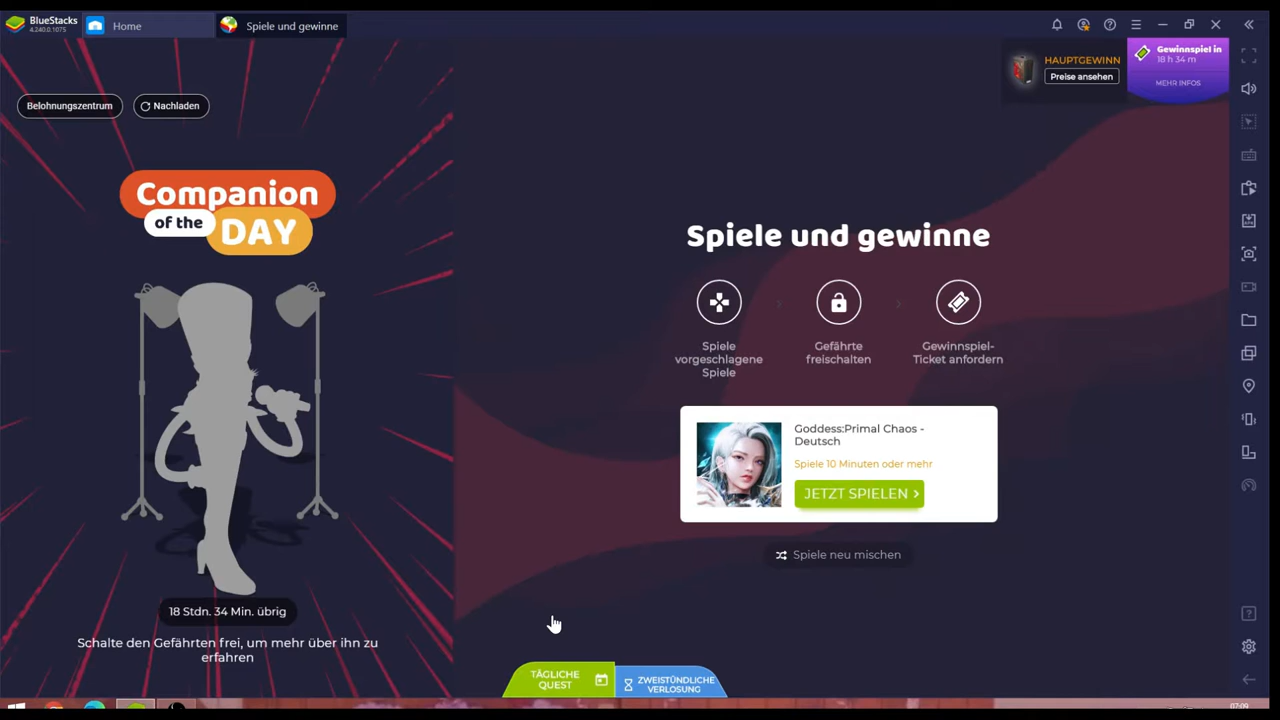 BlueStacks
4.240.0.1075
Home
Spiele und gewinne
HAUPTGEWINN
Preise ansehen
Gewinnspiel in
18 h 34 m
MEHR INFOS
Belohnungszentrum
Nachladen
Companion
of the
DAY
18 Stdn. 34 Min. übrig
Schalte den Gefährten frei, um mehr über ihn zu
erfahren
Spiele und gewinne
Spiele
vorgeschlagene
Spiele
Gefährte
freischalten
Gewinnspiel-
Ticket anfordern
Goddess:Primal Chaos -
Deutsch
Spiele 10 Minuten oder mehr
JETZT SPIELEN
Spiele neu mischen
TÄGLICHE
QUEST
ZWEISTÜNDLICHE
VERLOSUNG
07:09